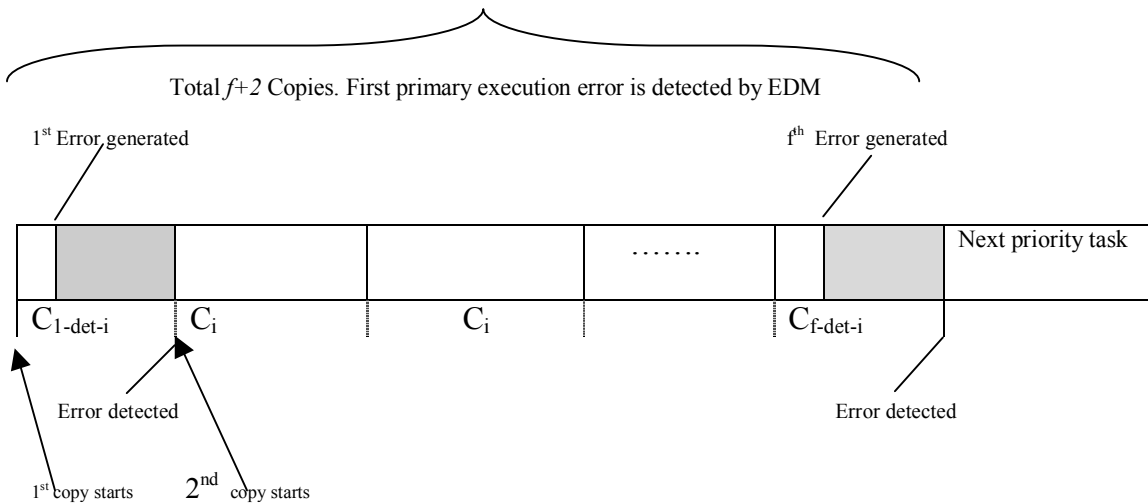 Total f+2 Copies. First primary execution error is detected by EDM
1st Error generated
fth Error generated
Next priority task
.......
C1-det-i
Ci
Ci
Cf-det-i
Error detected
Error detected
1st copy starts
2nd copy starts